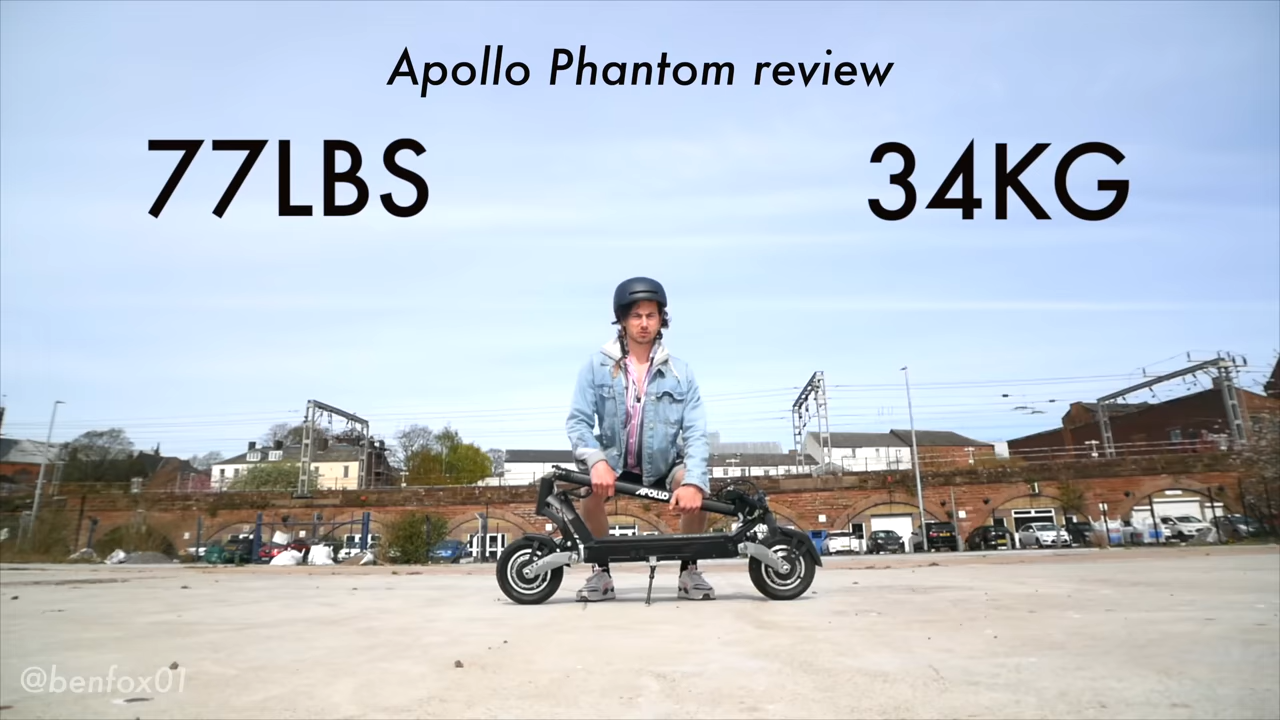 Apollo Phantom review
77LBS
34KG
APOLLO
@benfox01